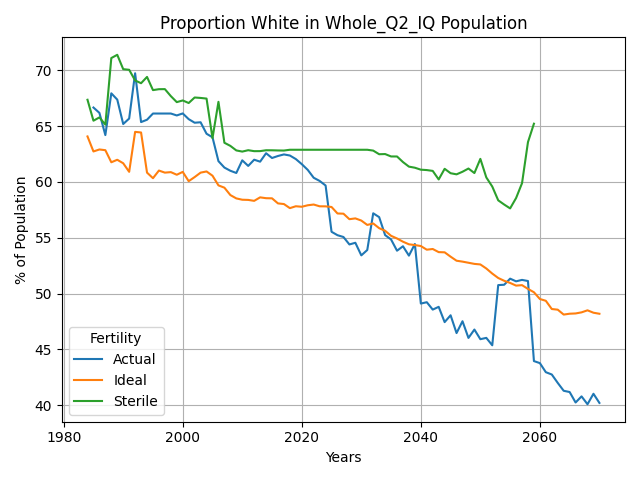 Proportion White in Whole_Q2_IQ Population
% of Population
70
65
60
55
50
45
40
Fertility
Actual
Ideal
Sterile
1980
2000
2020
2040
2060
Years